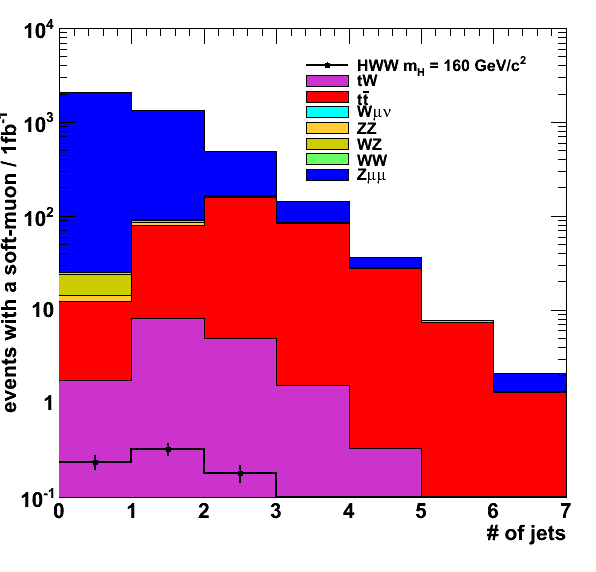 10⁴
10³
10²
10
1
10⁻¹
events with a soft-muon / 1fb⁻¹
HWW m_H = 160 GeV/c²
tW
tt̄
Wμν
ZZ
WZ
WW
Zμμ
0 1 2 3 4 5 6 7
# of jets